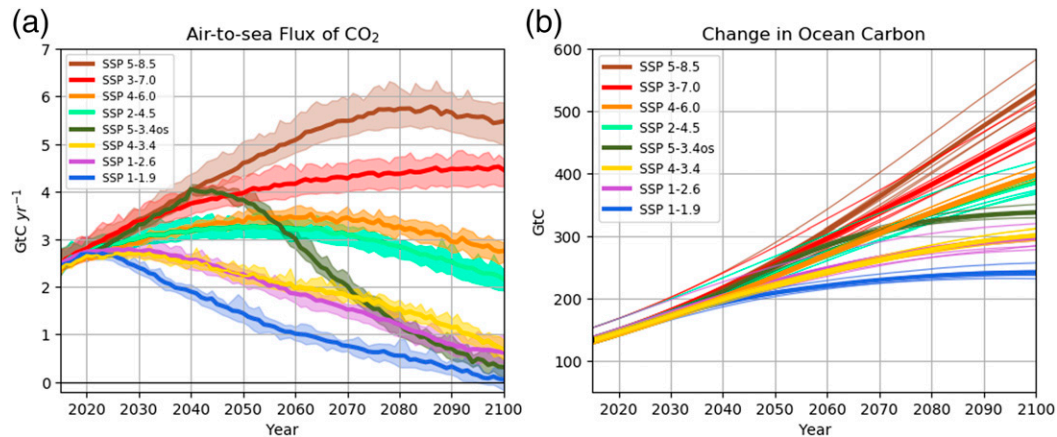 (a)
Air-to-sea Flux of CO₂
7
6
5
4
3
2
1
0
GtC yr⁻¹
SSP 5-8.5
SSP 3-7.0
SSP 4-6.0
SSP 2-4.5
SSP 5-3.4os
SSP 4-3.4
SSP 1-2.6
SSP 1-1.9
2020 2030 2040 2050 2060 2070 2080 2090 2100
Year
(b)
Change in Ocean Carbon
600
500
400
300
200
100
GtC
SSP 5-8.5
SSP 3-7.0
SSP 4-6.0
SSP 2-4.5
SSP 5-3.4os
SSP 4-3.4
SSP 1-2.6
SSP 1-1.9
2020 2030 2040 2050 2060 2070 2080 2090 2100
Year